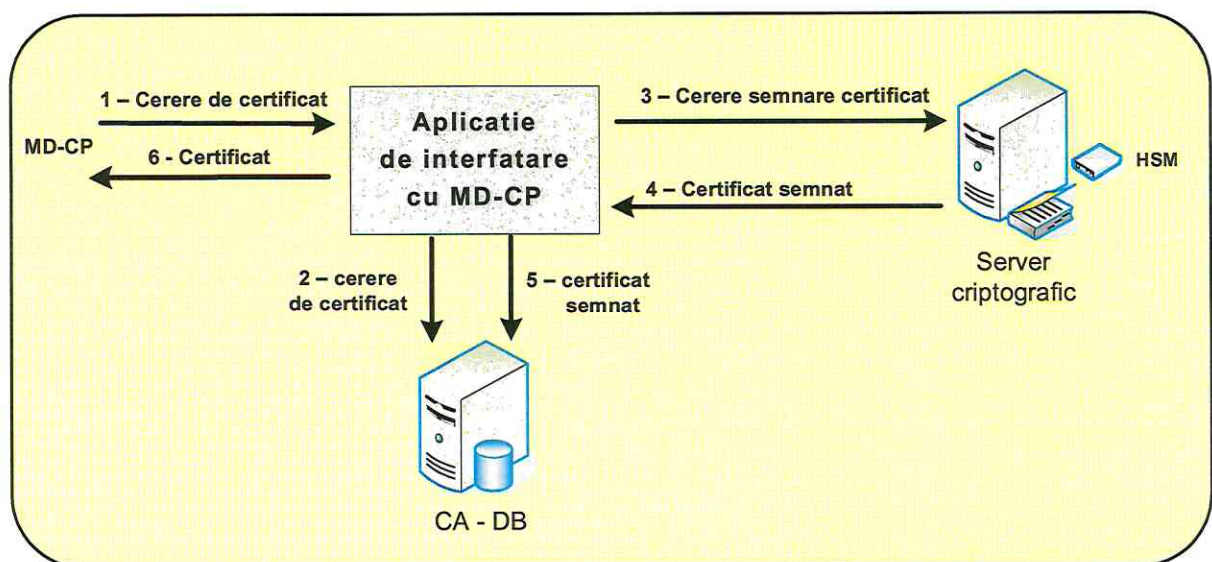 1 – Cerere de certificat
MD-CP
6 - Certificat
Aplicatie
de interfatare
cu MD-CP
3 – Cerere semnare certificat
HSM
4 – Certificat semnat
Server
criptografic
2 – cerere
de certificat
5 – certificat
semnat
CA - DB